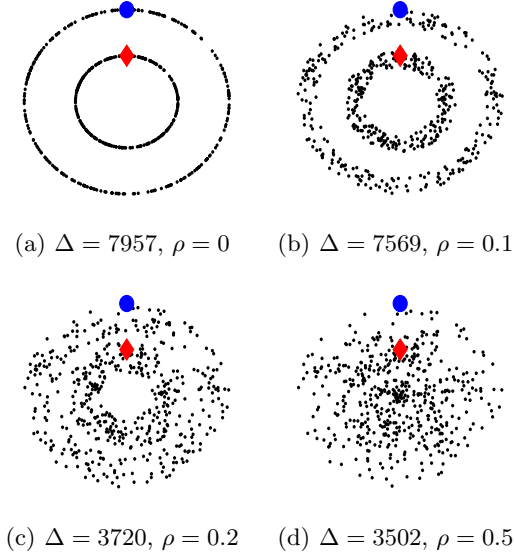 (a) Δ = 7957, ρ = 0
(b) Δ = 7569, ρ = 0.1
(c) Δ = 3720, ρ = 0.2
(d) Δ = 3502, ρ = 0.5